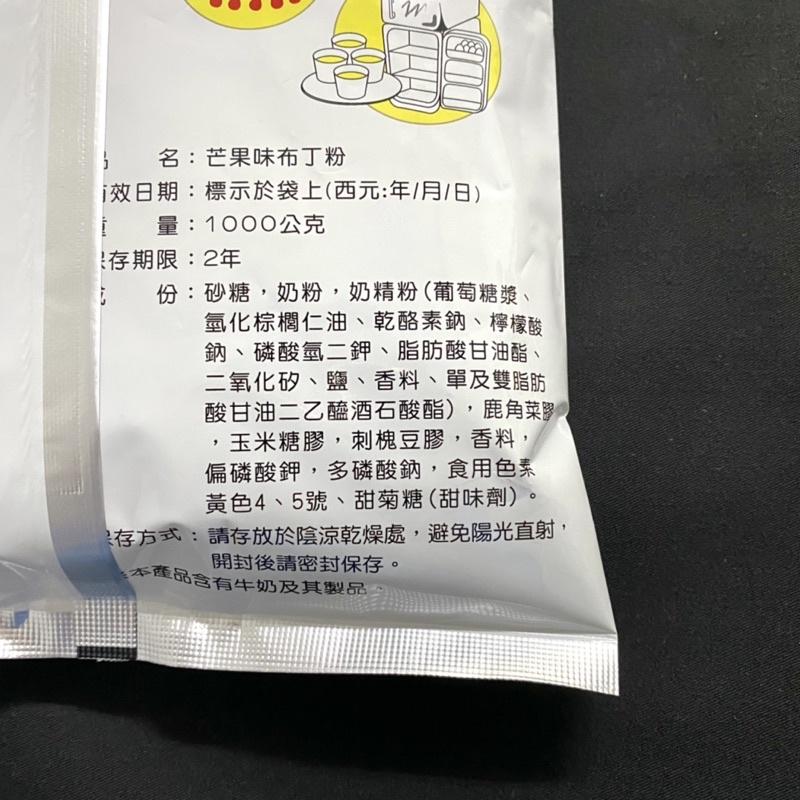 品　　名：芒果味布丁粉
有效日期：標示於袋上(西元:年/月/日)
重　　量：1000公克
保存期限：2年
成　　份：砂糖，奶粉，奶精粉(葡萄糖漿、
氫化棕櫚仁油、乾酪素鈉、檸檬酸
鈉、磷酸氫二鉀、脂肪酸甘油酯、
二氧化矽、鹽、香料、單及雙脂肪
酸甘油二乙醯酒石酸酯)，鹿角菜膠
，玉米糖膠，刺槐豆膠，香料，
偏磷酸鉀，多磷酸鈉，食用色素
黃色4、5號、甜菊糖(甜味劑)。
保存方式：請存放於陰涼乾燥處，避免陽光直射，
開封後請密封保存。
本產品含有牛奶及其製品。